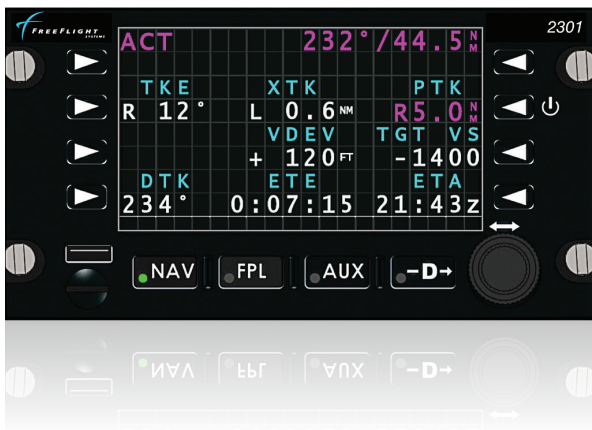 FREEFLIGHT SYSTEMS
2301
ACT 232°/44.5 NM
TKE XTK PTK
R 12° L 0.6 NM R5.0 NM
VDEV TGT VS
+ 120 FT -1400
DTK ETE ETA
234° 0:07:15 21:43z
NAV FPL AUX -D→